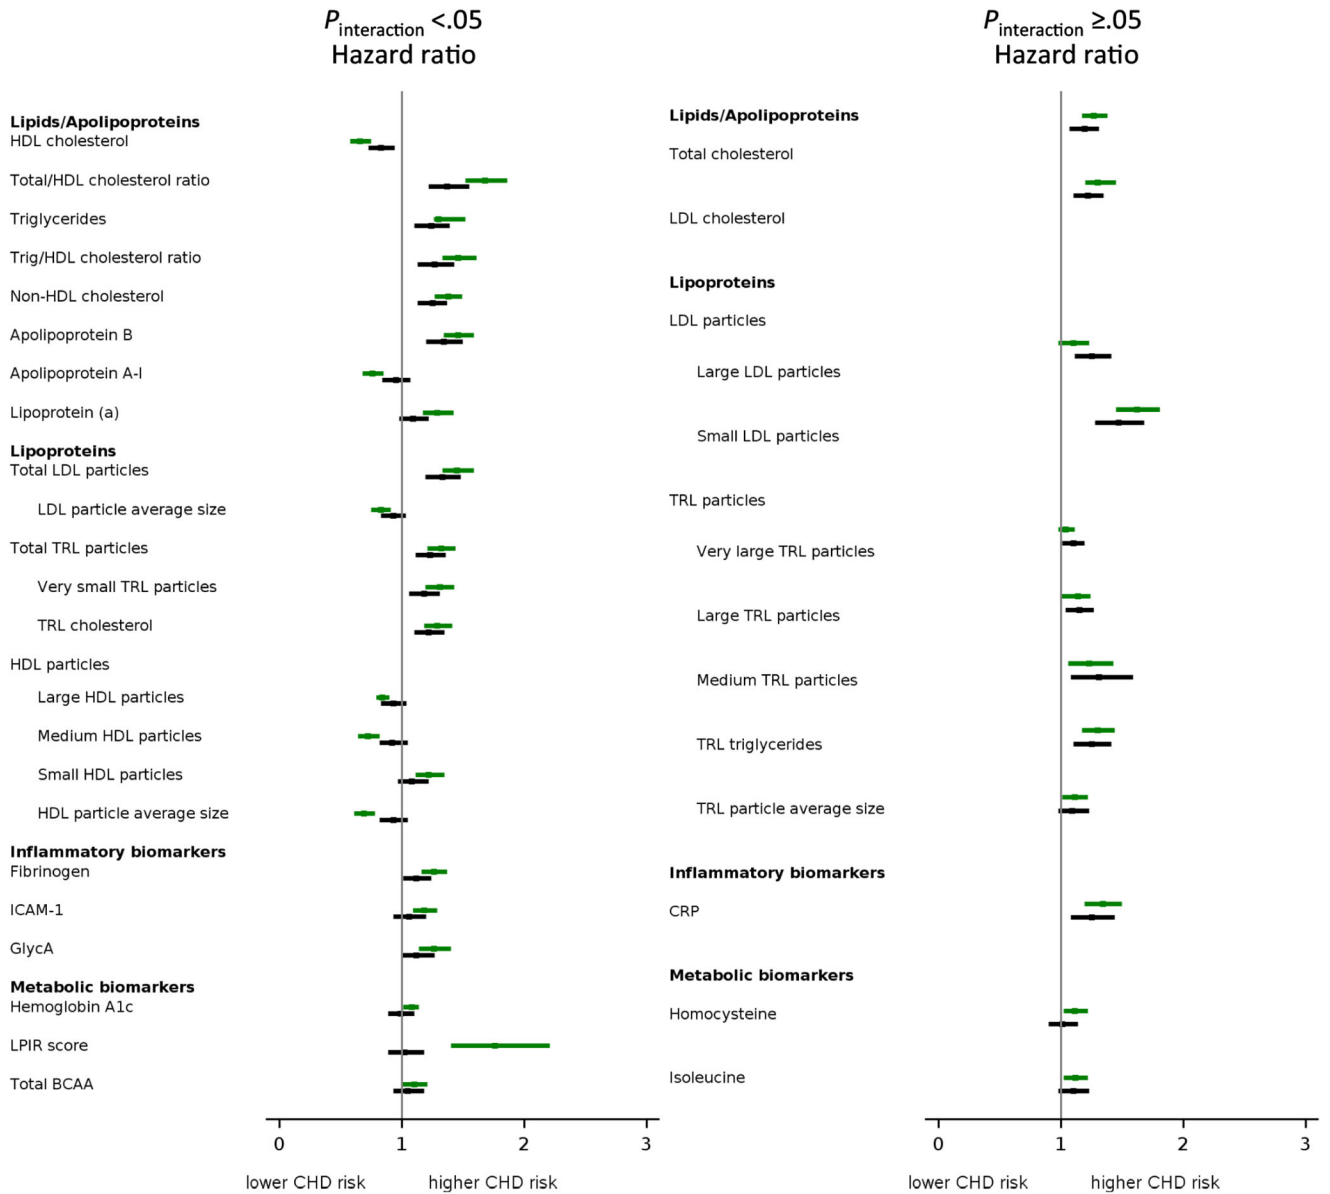 P interaction <.05
Hazard ratio
Lipids/Apolipoproteins
HDL cholesterol
Total/HDL cholesterol ratio
Triglycerides
Trig/HDL cholesterol ratio
Non-HDL cholesterol
Apolipoprotein B
Apolipoprotein A-I
Lipoprotein (a)
Lipoproteins
Total LDL particles
LDL particle average size
Total TRL particles
Very small TRL particles
TRL cholesterol
HDL particles
Large HDL particles
Medium HDL particles
Small HDL particles
HDL particle average size
Inflammatory biomarkers
Fibrinogen
ICAM-1
GlycA
Metabolic biomarkers
Hemoglobin A1c
LPIR score
Total BCAA
0 1 2 3
lower CHD risk higher CHD risk
P interaction ≥.05
Hazard ratio
Lipids/Apolipoproteins
Total cholesterol
LDL cholesterol
Lipoproteins
LDL particles
Large LDL particles
Small LDL particles
TRL particles
Very large TRL particles
Large TRL particles
Medium TRL particles
TRL triglycerides
TRL particle average size
Inflammatory biomarkers
CRP
Metabolic biomarkers
Homocysteine
Isoleucine
0 1 2 3
lower CHD risk higher CHD risk